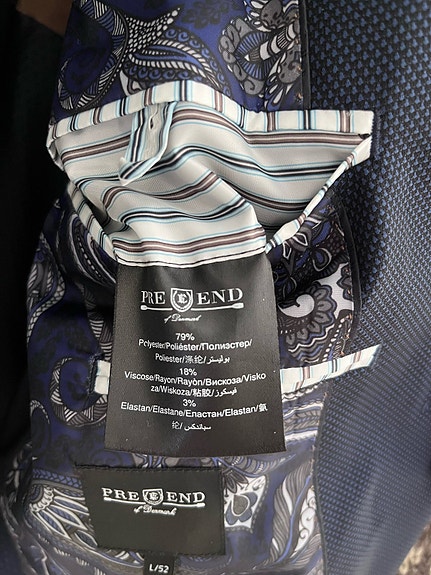 PRE E END
of Denmark
79%
Polyester/Poliéster/Полиэстер/
Poliester/涤纶/بوليستر
18%
Viscose/Rayon/Rayòn/Вискоза/Visko
za/Wiskoza/粘胶/فيسكوز
3%
Elastan/Elastane/Еластан/Elastan/氨
纶/سباندكس
PRE E END
of Denmark
L/52